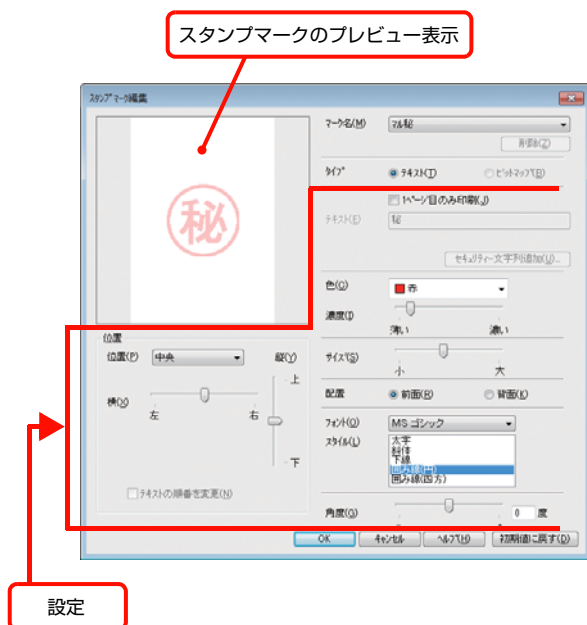 スタンプマークのプレビュー表示
スタンプマーク編集
マーク名(M) マル秘
削除(Z)
タイプ テキスト(T) ビットマップ(B)
1ページ目のみ印刷(J)
テキスト(E) 秘
セキュリティー文字列追加(U)...
秘
色(C) 赤
濃度(I)
薄い 濃い
位置
位置(P) 中央 縦(Y)
サイズ(S)
小 大
上
横(X)
左 右
下
配置 前面(R) 背面(K)
フォント(O) MS ゴシック
スタイル(L) 太字
斜体
下線
囲み線(円)
囲み線(四方)
テキストの順番を変更(N)
角度(G) 0 度
OK キャンセル ヘルプ(H) 初期値に戻す(D)
設定